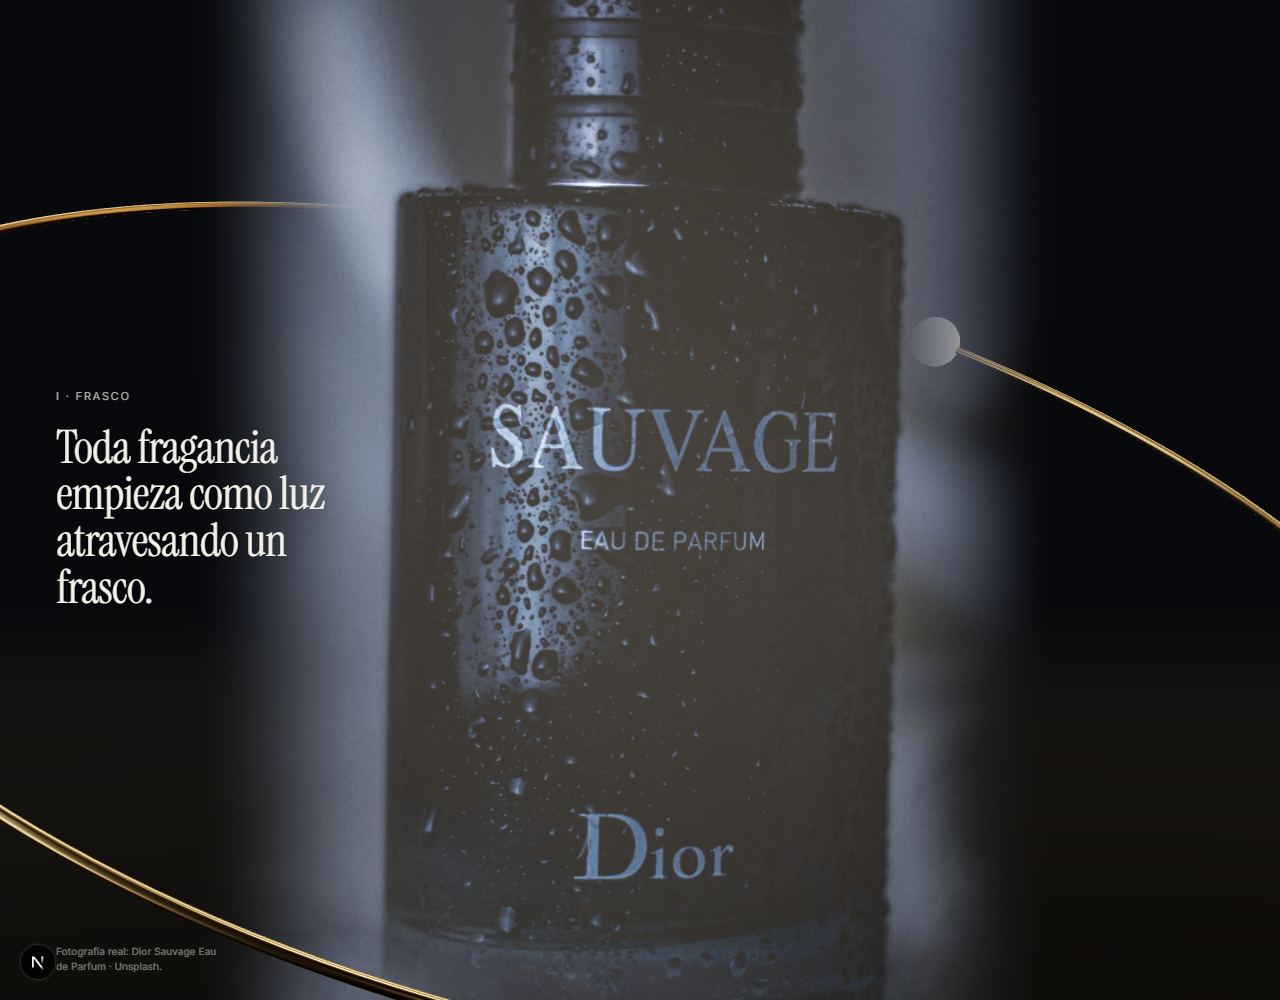 SAUVAGE
EAU DE PARFUM
Dior
I · FRASCO
Toda fragancia
empieza como luz
atravesando un
frasco.
N
Fotografía real: Dior Sauvage Eau
de Parfum · Unsplash.